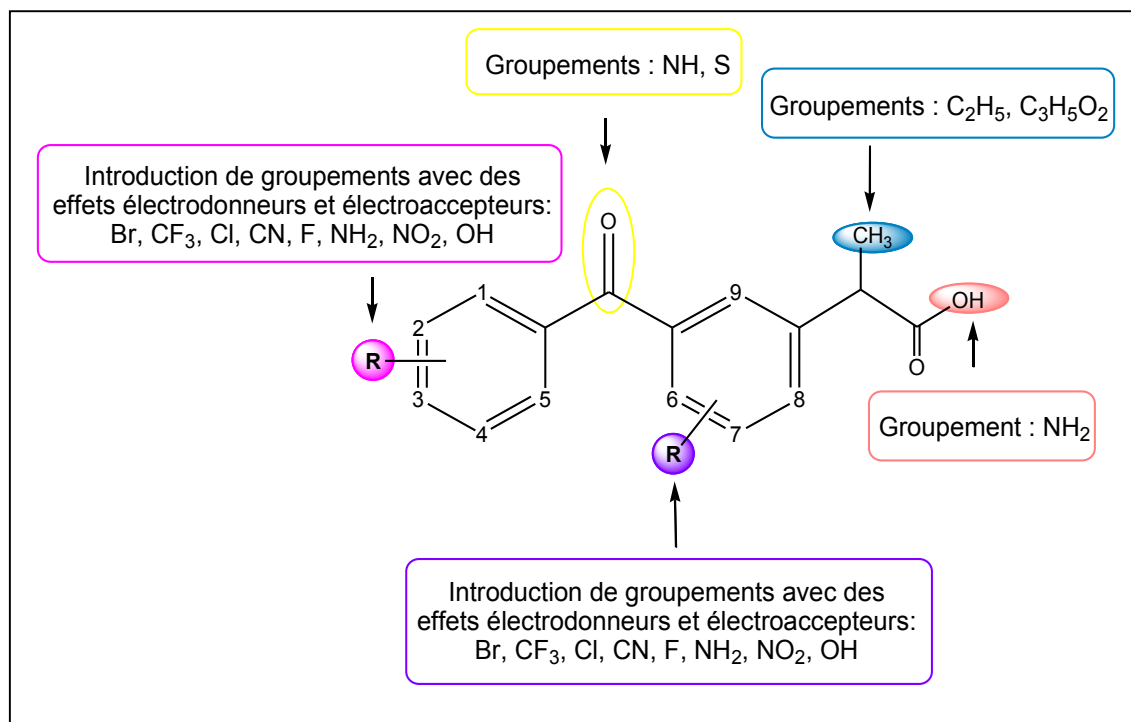 Groupements : NH, S
Groupements : C₂H₅, C₃H₅O₂
Introduction de groupements avec des
effets électrodonneurs et électroaccepteurs:
Br, CF₃, Cl, CN, F, NH₂, NO₂, OH
O
CH₃
1
9
OH
2
R
O
3
5
6
8
4
7
Groupement : NH₂
R
Introduction de groupements avec des
effets électrodonneurs et électroaccepteurs:
Br, CF₃, Cl, CN, F, NH₂, NO₂, OH